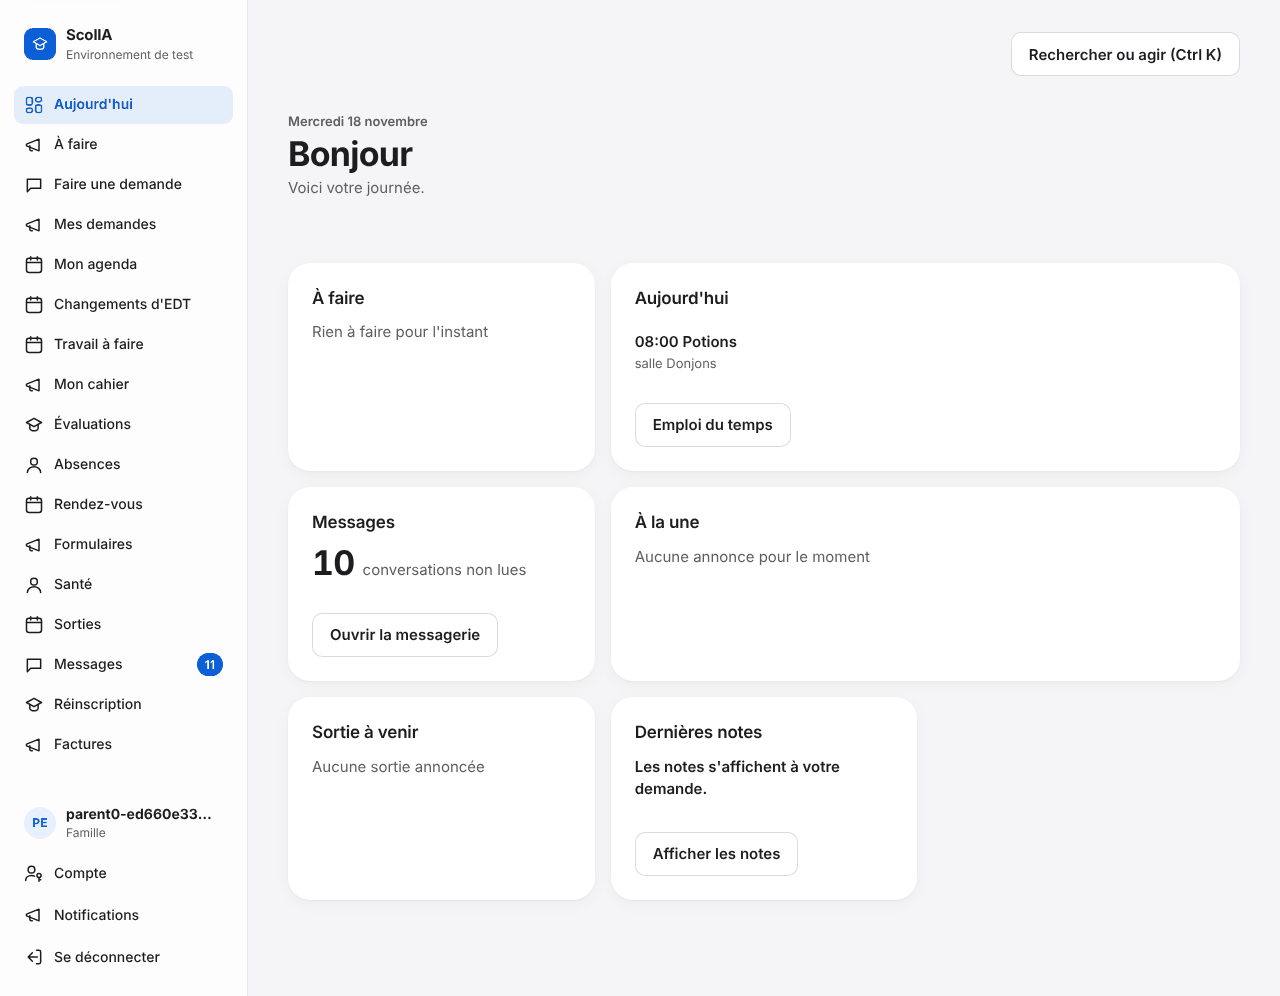 ScolIA
Environnement de test
Aujourd'hui
À faire
Faire une demande
Mes demandes
Mon agenda
Changements d'EDT
Travail à faire
Mon cahier
Évaluations
Absences
Rendez-vous
Formulaires
Santé
Sorties
Messages 11
Réinscription
Factures
PE
parent0-ed660e33...
Famille
Compte
Notifications
Se déconnecter
Rechercher ou agir (Ctrl K)
Mercredi 18 novembre
Bonjour
Voici votre journée.
À faire
Rien à faire pour l'instant
Aujourd'hui
08:00 Potions
salle Donjons
Emploi du temps
Messages
10 conversations non lues
Ouvrir la messagerie
À la une
Aucune annonce pour le moment
Sortie à venir
Aucune sortie annoncée
Dernières notes
Les notes s'affichent à votre
demande.
Afficher les notes